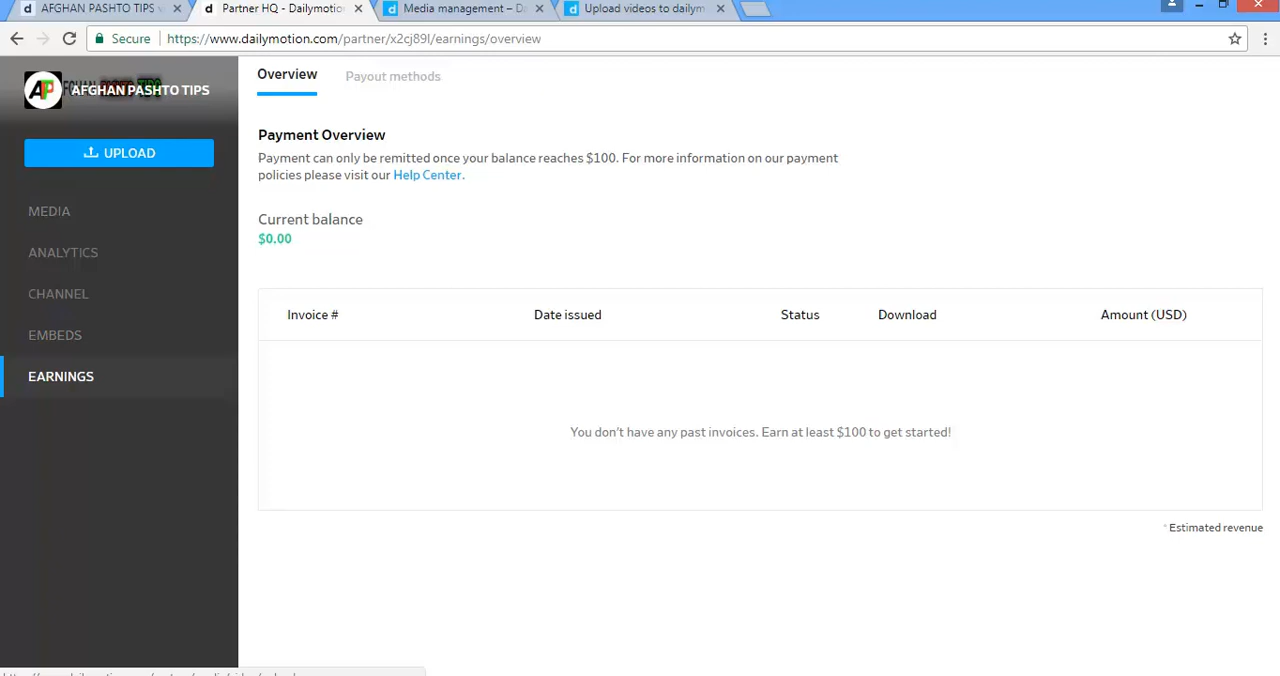 AFGHAN PASHTO TIPS
Partner HQ - Dailymotion
Media management –
Upload videos to dailym
Secure
https://www.dailymotion.com/partner/x2cj89l/earnings/overview
AFGHAN PASHTO TIPS
Overview
Payout methods
UPLOAD
Payment Overview
Payment can only be remitted once your balance reaches $100. For more information on our payment
policies please visit our Help Center.
MEDIA
Current balance
$0.00
ANALYTICS
CHANNEL
Invoice # Date issued Status Download Amount (USD)
EMBEDS
EARNINGS
You don't have any past invoices. Earn at least $100 to get started!
* Estimated revenue